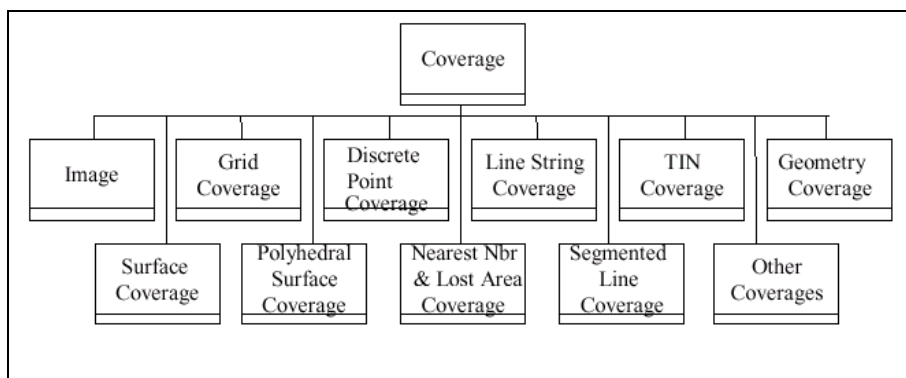 Coverage
Image
Grid
Coverage
Discrete
Point
Coverage
Line String
Coverage
TIN
Coverage
Geometry
Coverage
Surface
Coverage
Polyhedral
Surface
Coverage
Nearest Nbr
& Lost Area
Coverage
Segmented
Line
Coverage
Other
Coverages